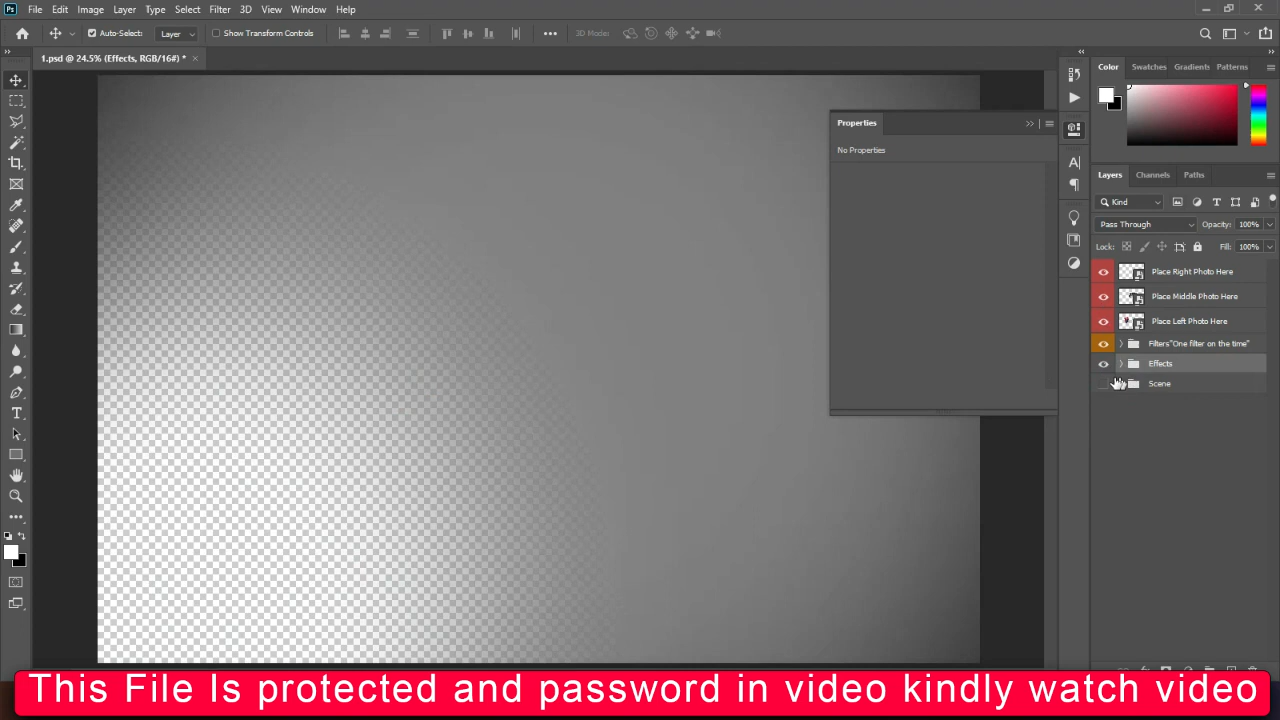 File Edit Image Layer Type Select Filter 3D View Window Help
Auto-Select: Layer Show Transform Controls 3D Mode:
1.psd @ 24.5% (Effects, RGB/16#) *
Color Swatches Gradients Patterns
Properties
No Properties
Layers Channels Paths
Kind
Pass Through Opacity: 100%
Lock: Fill: 100%
Place Right Photo Here
Place Middle Photo Here
Place Left Photo Here
Filters"One filter on the time"
Effects
Scene
This File Is protected and password in video kindly watch video